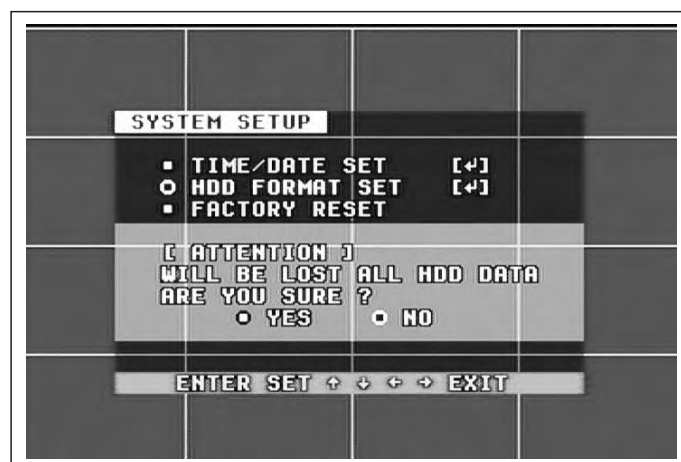 SYSTEM SETUP
TIME/DATE SET [↵]
HDD FORMAT SET [↵]
FACTORY RESET
[ ATTENTION ]
WILL BE LOST ALL HDD DATA
ARE YOU SURE ?
YES NO
ENTER SET ↑ ↓ ← → EXIT